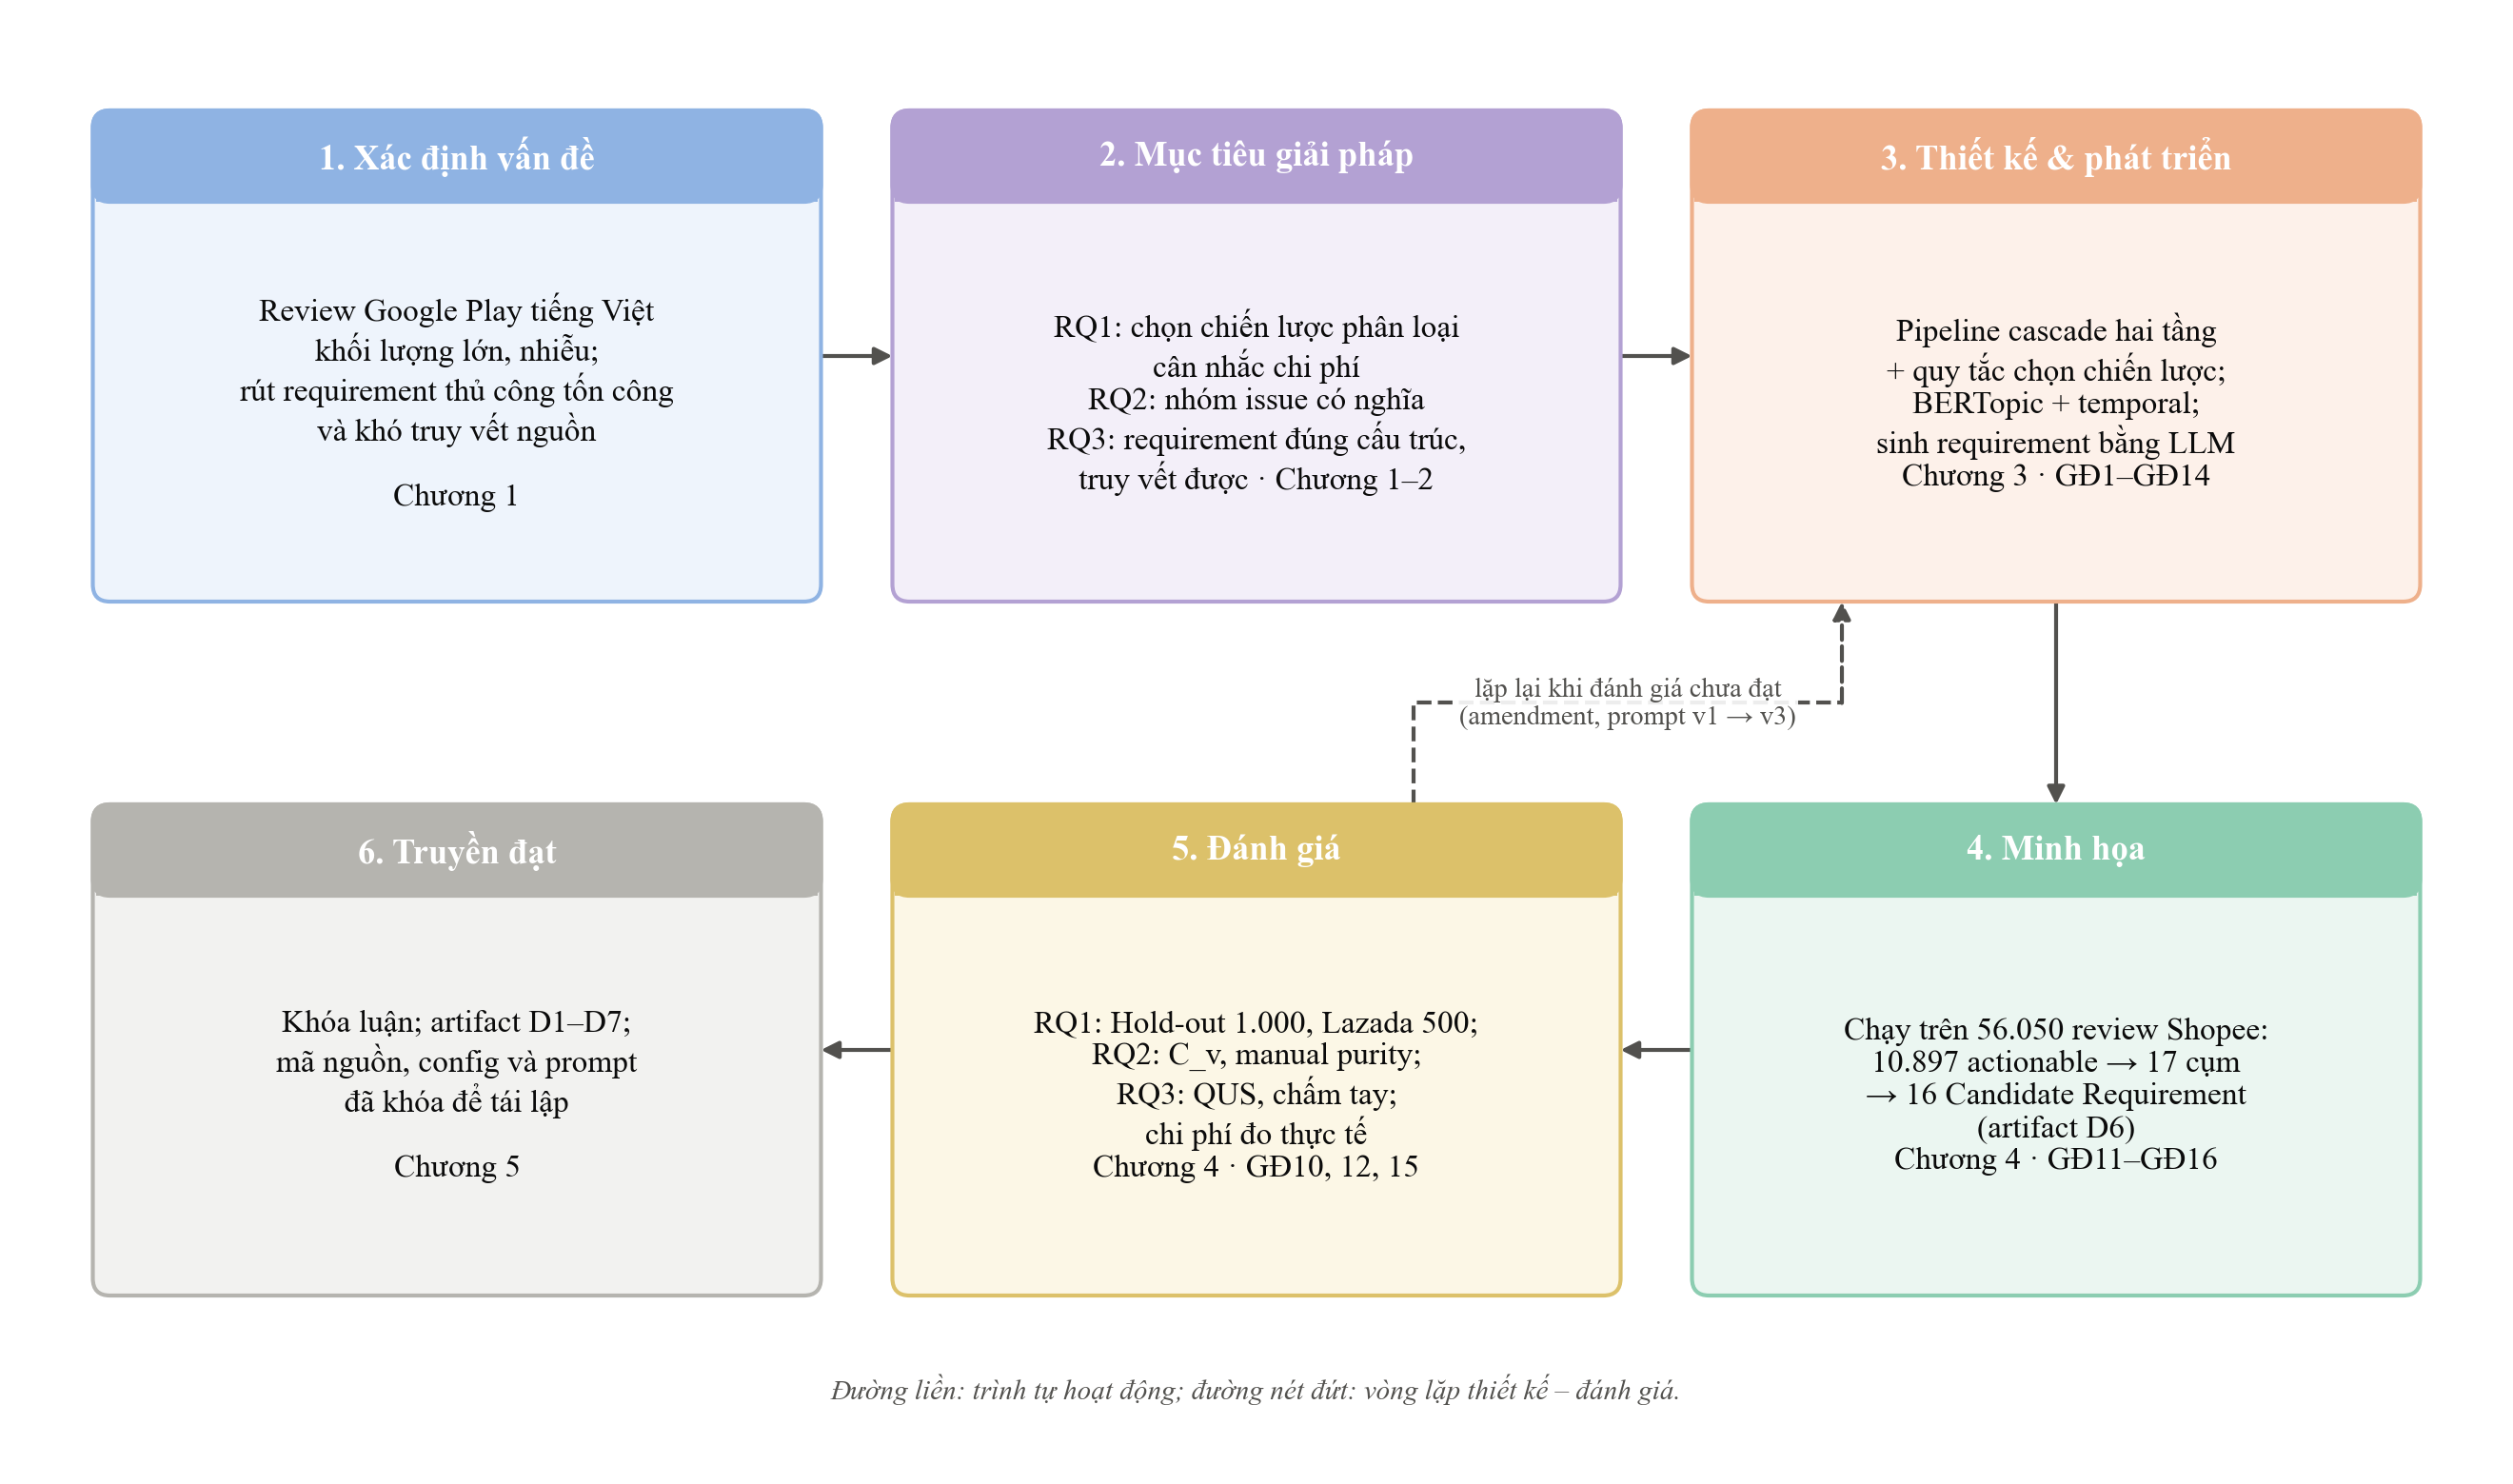 1. Xác định vấn đề
Review Google Play tiếng Việt
khối lượng lớn, nhiễu;
rút requirement thủ công tốn công
và khó truy vết nguồn
Chương 1
2. Mục tiêu giải pháp
RQ1: chọn chiến lược phân loại
cân nhắc chi phí
RQ2: nhóm issue có nghĩa
RQ3: requirement đúng cấu trúc,
truy vết được · Chương 1–2
3. Thiết kế & phát triển
Pipeline cascade hai tầng
+ quy tắc chọn chiến lược;
BERTopic + temporal;
sinh requirement bằng LLM
Chương 3 · GĐ1–GĐ14
lặp lại khi đánh giá chưa đạt
(amendment, prompt v1 → v3)
4. Minh họa
Chạy trên 56.050 review Shopee:
10.897 actionable → 17 cụm
→ 16 Candidate Requirement
(artifact D6)
Chương 4 · GĐ11–GĐ16
5. Đánh giá
RQ1: Hold-out 1.000, Lazada 500;
RQ2: C_v, manual purity;
RQ3: QUS, chấm tay;
chi phí đo thực tế
Chương 4 · GĐ10, 12, 15
6. Truyền đạt
Khóa luận; artifact D1–D7;
mã nguồn, config và prompt
đã khóa để tái lập
Chương 5
Đường liền: trình tự hoạt động; đường nét đứt: vòng lặp thiết kế – đánh giá.